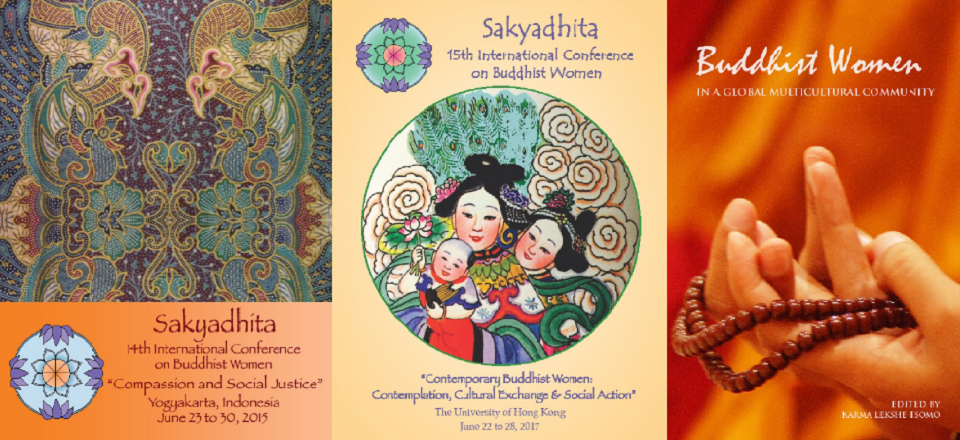 Sakyadhita
14th International Conference
on Buddhist Women
“Compassion and Social Justice”
Yogyakarta, Indonesia
June 23 to 30, 2015
Sakyadhita
15th International Conference
on Buddhist Women
“Contemporary Buddhist Women:
Contemplation, Cultural Exchange & Social Action”
The University of Hong Kong
June 22 to 28, 2017
Buddhist Women
IN A GLOBAL MULTICULTURAL COMMUNITY
EDITED BY
KARMA LEKSHE TSOMO